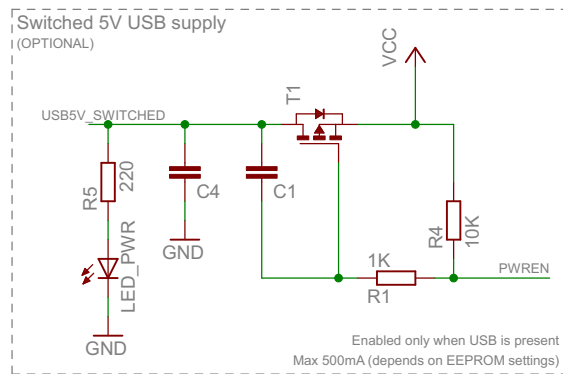 Switched 5V USB supply
(OPTIONAL)
VCC
T1
USB5V_SWITCHED
R5
220
C4
C1
GND
LED_PWR
R4
10K
1K
R1
PWREN
GND
Enabled only when USB is present
Max 500mA (depends on EEPROM settings)